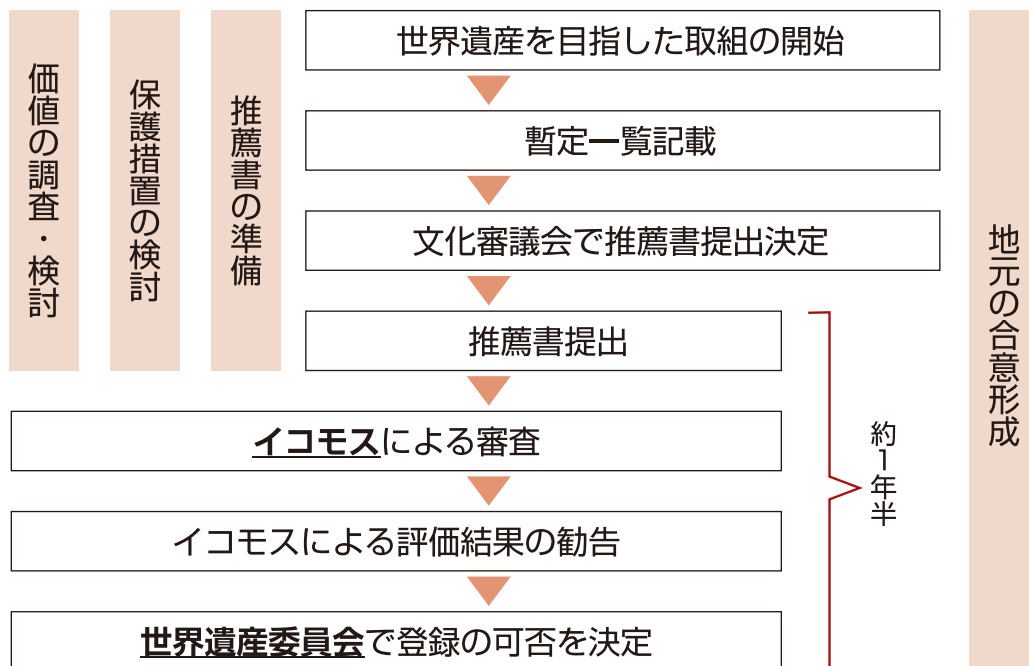 価値の調査・検討
保護措置の検討
推薦書の準備
世界遺産を目指した取組の開始
暫定一覧記載
文化審議会で推薦書提出決定
推薦書提出
イコモスによる審査
イコモスによる評価結果の勧告
世界遺産委員会で登録の可否を決定
約1年半
地元の合意形成